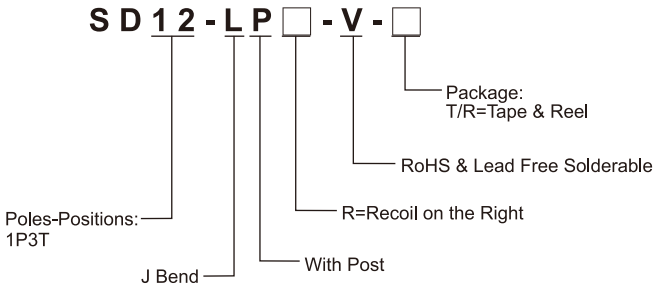 SD12-LP□-V-□
Package:
T/R=Tape & Reel
RoHS & Lead Free Solderable
R=Recoil on the Right
Poles-Positions:
1P3T
With Post
J Bend